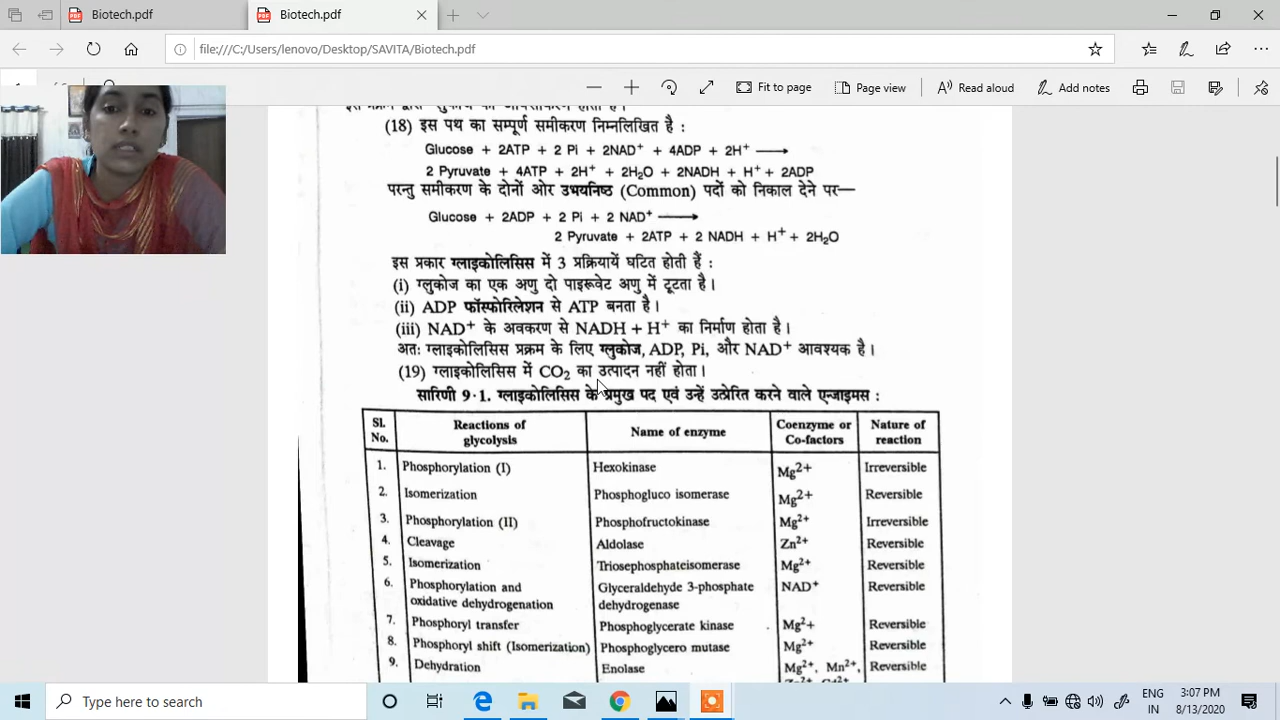 Biotech.pdf
Biotech.pdf
file:///C:/Users/lenovo/Desktop/SAVITA/Biotech.pdf
Fit to page
Page view
Read aloud
Add notes
(18) इस पथ का सम्पूर्ण समीकरण निम्नलिखित है :
Glucose + 2ATP + 2 Pi + 2NAD⁺ + 4ADP + 2H⁺ ⟶
2 Pyruvate + 4ATP + 2H⁺ + 2H₂O + 2NADH + H⁺ + 2ADP
परन्तु समीकरण के दोनों ओर उभयनिष्ठ (Common) पदों को निकाल देने पर—
Glucose + 2ADP + 2 Pi + 2 NAD⁺ ⟶
2 Pyruvate + 2ATP + 2 NADH + H⁺ + 2H₂O
इस प्रकार ग्लाइकोलिसिस में 3 प्रक्रियायें घटित होती हैं :
(i) ग्लुकोज का एक अणु दो पाइरूवेट अणु में टूटता है।
(ii) ADP फॉस्फोरिलेशन से ATP बनता है।
(iii) NAD⁺ के अवकरण से NADH + H⁺ का निर्माण होता है।
अतः ग्लाइकोलिसिस प्रक्रम के लिए ग्लुकोज, ADP, Pi, और NAD⁺ आवश्यक है।
(19) ग्लाइकोलिसिस में CO₂ का उत्पादन नहीं होता।
सारिणी 9·1. ग्लाइकोलिसिस के प्रमुख पद एवं उन्हें उत्प्रेरित करने वाले एन्जाइमस :
Sl. No. Reactions of glycolysis Name of enzyme Coenzyme or Co-factors Nature of reaction
1. Phosphorylation (I) Hexokinase Mg²⁺ Irreversible
2. Isomerization Phosphogluco isomerase Mg²⁺ Reversible
3. Phosphorylation (II) Phosphofructokinase Mg²⁺ Irreversible
4. Cleavage Aldolase Zn²⁺ Reversible
5. Isomerization Triosephosphateisomerase Mg²⁺ Reversible
6. Phosphorylation and oxidative dehydrogenation Glyceraldehyde 3-phosphate dehydrogenase NAD⁺ Reversible
7. Phosphoryl transfer Phosphoglycerate kinase Mg²⁺ Reversible
8. Phosphoryl shift (Isomerization) Phosphoglycero mutase Mg²⁺ Reversible
9. Dehydration Enolase Mg²⁺, Mn²⁺, Reversible
Type here to search
ENG
IN
3:07 PM
8/13/2020